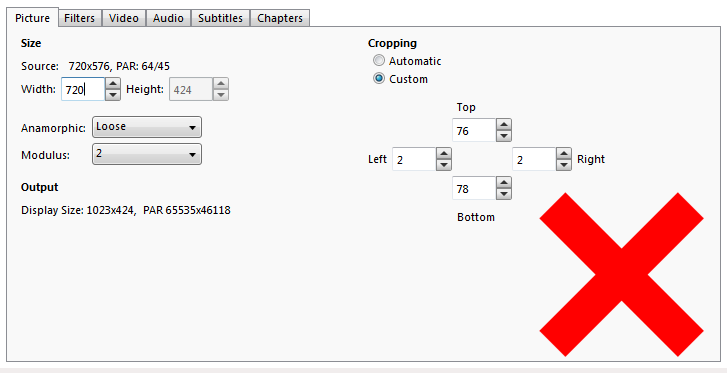 Picture Filters Video Audio Subtitles Chapters
Size
Source: 720x576, PAR: 64/45
Width: 720 Height: 424
Anamorphic: Loose
Modulus: 2
Output
Display Size: 1023x424, PAR 65535x46118
Cropping
Automatic
Custom
Top
76
Left 2 2 Right
78
Bottom